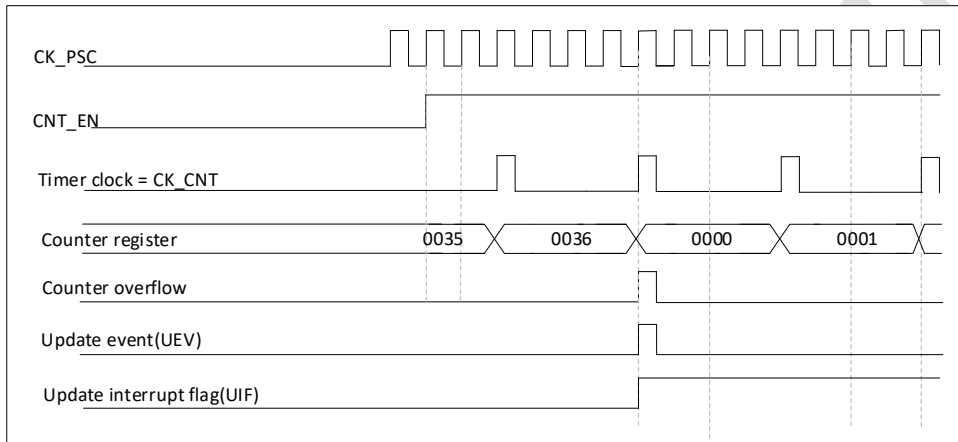 CK_PSC
CNT_EN
Timer clock = CK_CNT
Counter register 0035 0036 0000 0001
Counter overflow
Update event(UEV)
Update interrupt flag(UIF)